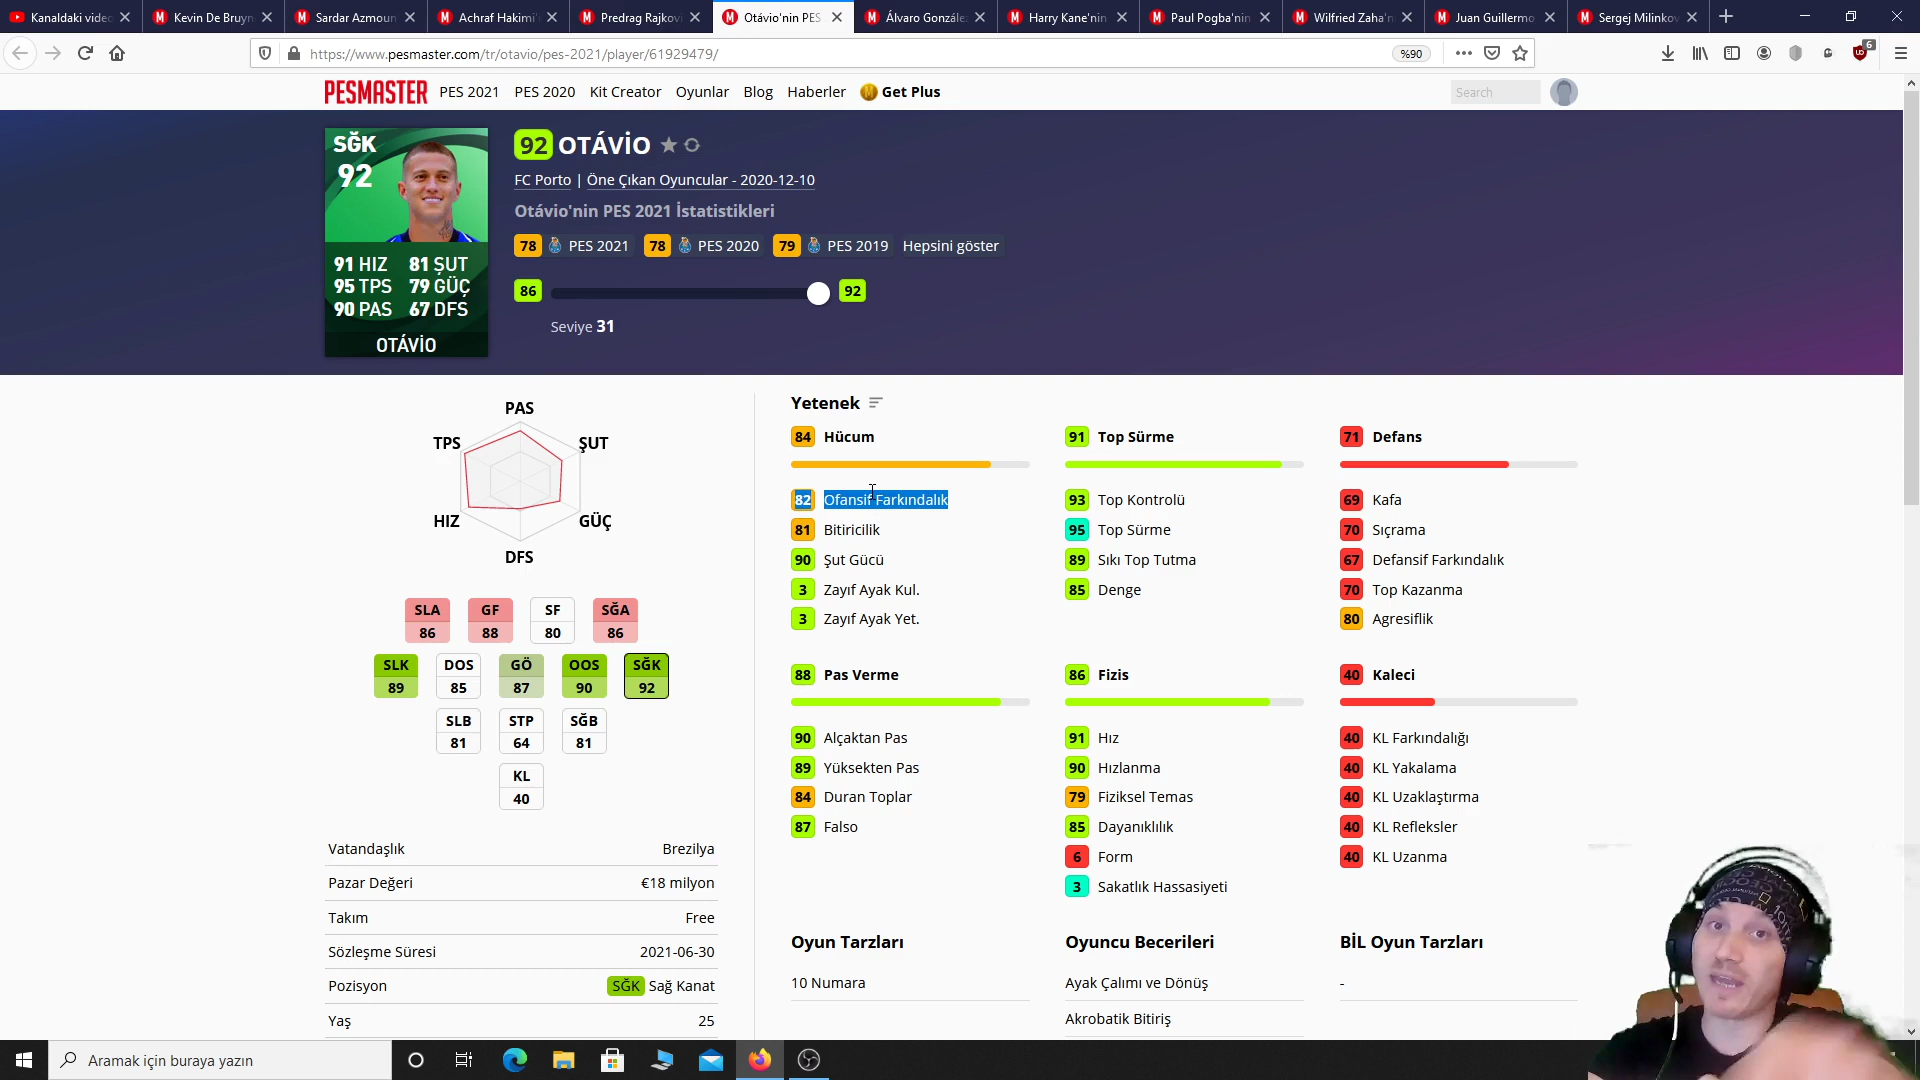 Kanaldaki video
Kevin De Bruyn
Sardar Azmoun
Achraf Hakimi'
Predrag Rajkovi
Otávio'nin PES
Álvaro González
Harry Kane'nin
Paul Pogba'nin
Wilfried Zaha'n
Juan Guillermo
Sergej Milinkov
https://www.pesmaster.com/tr/otavio/pes-2021/player/61929479/
%90
6
PESMASTER
PES 2021
PES 2020
Kit Creator
Oyunlar
Blog
Haberler
Get Plus
Search
SĞK
92
91 HIZ 81 ŞUT
95 TPS 79 GÜÇ
90 PAS 67 DFS
OTÁVİO
92 OTÁVİO
FC Porto | Öne Çıkan Oyuncular - 2020-12-10
Otávio'nin PES 2021 İstatistikleri
78 PES 2021 78 PES 2020 79 PES 2019 Hepsini göster
86 92
Seviye 31
PAS
TPS ŞUT
HIZ GÜÇ
DFS
SLA GF SF SĞA
86 88 80 86
SLK DOS GÖ OOS SĞK
89 85 87 90 92
SLB STP SĞB
81 64 81
KL
40
Vatandaşlık Brezilya
Pazar Değeri €18 milyon
Takım Free
Sözleşme Süresi 2021-06-30
Pozisyon SĞK Sağ Kanat
Yaş 25
Yetenek
84 Hücum
82 Ofansif Farkındalık
81 Bitiricilik
90 Şut Gücü
3 Zayıf Ayak Kul.
3 Zayıf Ayak Yet.
91 Top Sürme
93 Top Kontrolü
95 Top Sürme
89 Sıkı Top Tutma
85 Denge
71 Defans
69 Kafa
70 Sıçrama
67 Defansif Farkındalık
70 Top Kazanma
80 Agresiflik
88 Pas Verme
90 Alçaktan Pas
89 Yüksekten Pas
84 Duran Toplar
87 Falso
86 Fizis
91 Hız
90 Hızlanma
79 Fiziksel Temas
85 Dayanıklılık
6 Form
3 Sakatlık Hassasiyeti
40 Kaleci
40 KL Farkındalığı
40 KL Yakalama
40 KL Uzaklaştırma
40 KL Refleksler
40 KL Uzanma
Oyun Tarzları
10 Numara
Oyuncu Becerileri
Ayak Çalımı ve Dönüş
Akrobatik Bitiriş
BİL Oyun Tarzları
-
Aramak için buraya yazın